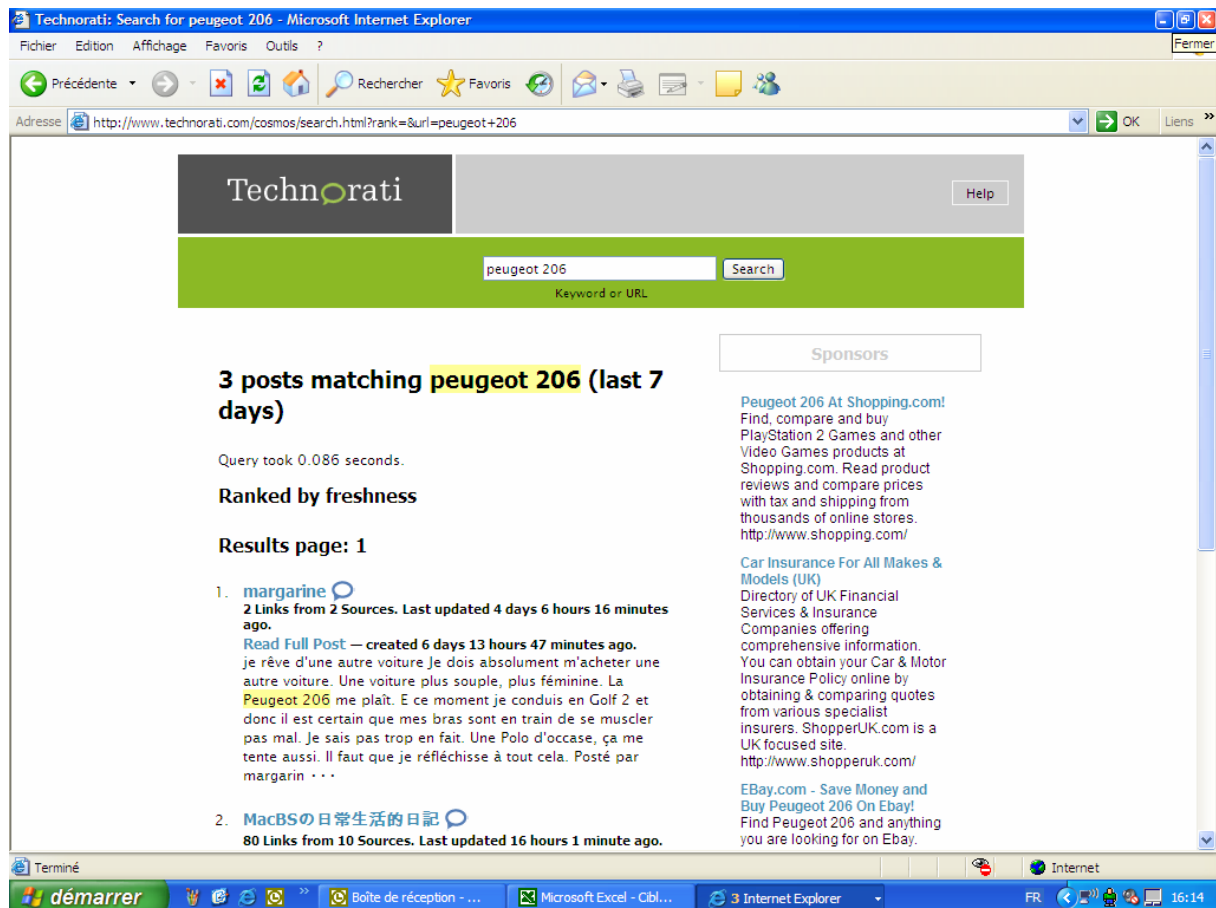 Technorati: Search for peugeot 206 - Microsoft Internet Explorer
Fichier Edition Affichage Favoris Outils ?
Fermer
Précédente Rechercher Favoris
Adresse http://www.technorati.com/cosmos/search.html?rank=&url=peugeot+206 OK Liens »
Technorati
Help
peugeot 206 Search
Keyword or URL
3 posts matching peugeot 206 (last 7
days)
Query took 0.086 seconds.
Ranked by freshness
Results page: 1
1. margarine
2 Links from 2 Sources. Last updated 4 days 6 hours 16 minutes
ago.
Read Full Post — created 6 days 13 hours 47 minutes ago.
je rêve d'une autre voiture Je dois absolument m'acheter une
autre voiture. Une voiture plus souple, plus féminine. La
Peugeot 206 me plaît. E ce moment je conduis en Golf 2 et
donc il est certain que mes bras sont en train de se muscler
pas mal. Je sais pas trop en fait. Une Polo d'occase, ça me
tente aussi. Il faut que je réfléchisse à tout cela. Posté par
margarin · · ·
2. MacBSの日常生活的日記
80 Links from 10 Sources. Last updated 16 hours 1 minute ago.
Sponsors
Peugeot 206 At Shopping.com!
Find, compare and buy
PlayStation 2 Games and other
Video Games products at
Shopping.com. Read product
reviews and compare prices
with tax and shipping from
thousands of online stores.
http://www.shopping.com/
Car Insurance For All Makes &
Models (UK)
Directory of UK Financial
Services & Insurance
Companies offering
comprehensive information.
You can obtain your Car & Motor
Insurance Policy online by
obtaining & comparing quotes
from various specialist
insurers. ShopperUK.com is a
UK focused site.
http://www.shopperuk.com/
EBay.com - Save Money and
Buy Peugeot 206 On Ebay!
Find Peugeot 206 and anything
you are looking for on Ebay.
Terminé Internet
démarrer » Boîte de réception - ... Microsoft Excel - Cibl... 3 Internet Explorer FR 16:14